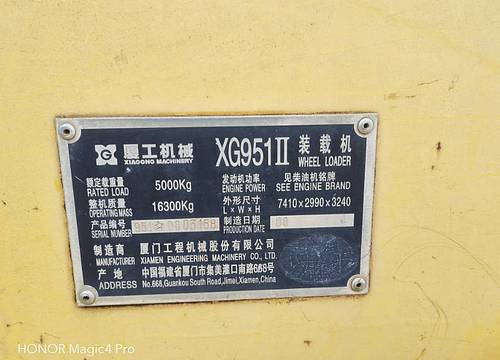 厦工机械
XIAGONG MACHINERY
XG951II 装载机
WHEEL LOADER
额定载重量 5000Kg
RATED LOAD
发动机功率 见柴油机铭牌
ENGINE POWER SEE ENGINE BRAND
整机质量 16300Kg
OPERATING MASS
外形尺寸 7410x2990x3240
L×W×H
产品编号
SERIAL NUMBER
制造日期
PRODUCTION DATE
制造商 厦门工程机械股份有限公司
MANUFACTURER XIAMEN ENGINEERING MACHINERY CO., LTD.
产地 中国福建省厦门市集美灌口南路668号
ADDRESS No.668,Guankou South Road,Jimei,Xiamen,China
HONOR Magic4 Pro